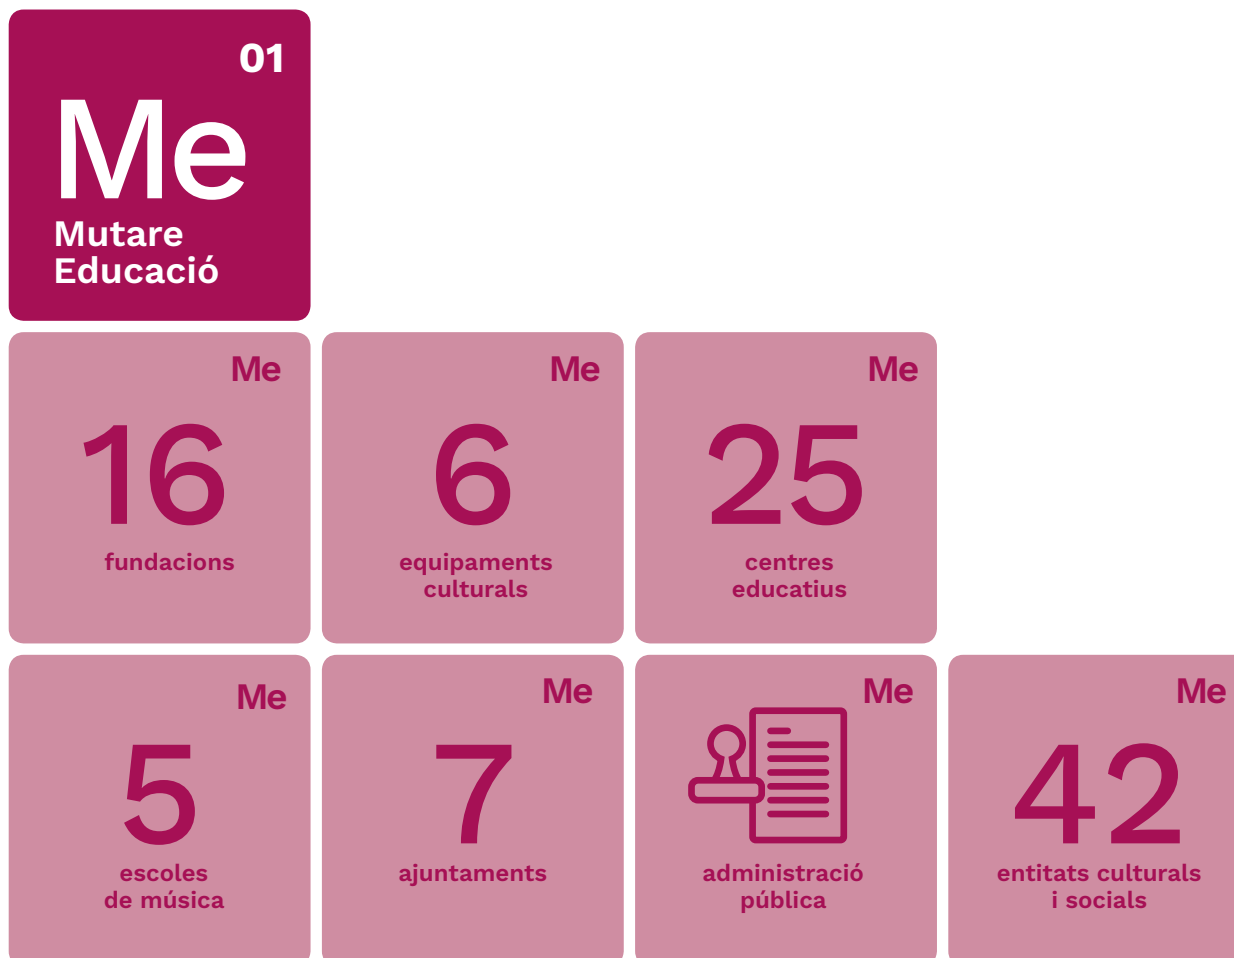 01
Me
Mutare
Educació
Me
16
fundacions
Me
6
equipaments
culturals
Me
25
centres
educatius
Me
5
escoles
de música
Me
7
ajuntaments
Me
administració
pública
Me
42
entitats culturals
i socials